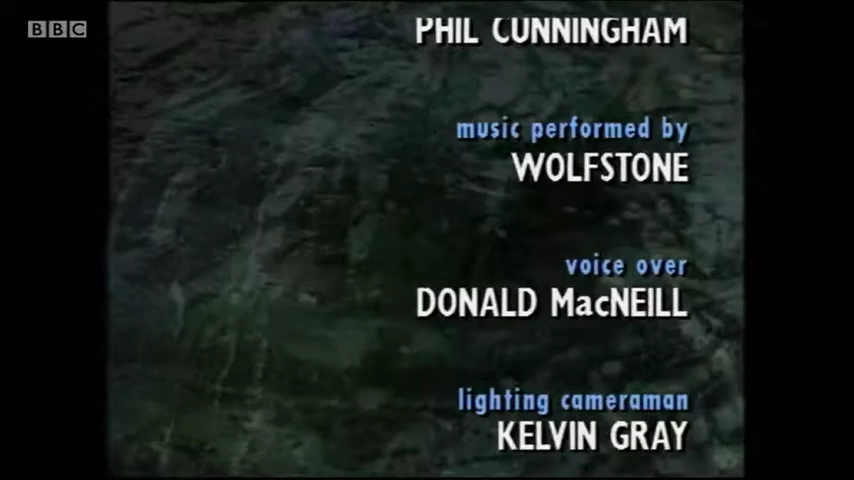 BBC
PHIL CUNNINGHAM
music performed by
WOLFSTONE
voice over
DONALD MacNEILL
lighting cameraman
KELVIN GRAY